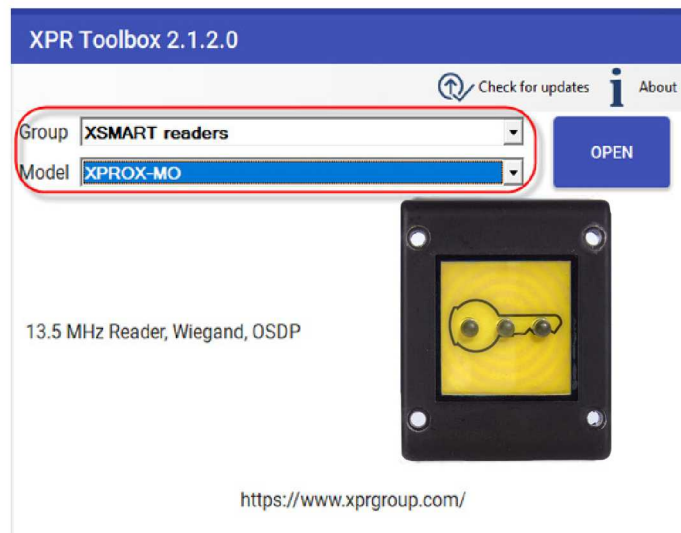 XPR Toolbox 2.1.2.0
Check for updates
About
Group XSMART readers
OPEN
Model XPROX-MO
13.5 MHz Reader, Wiegand, OSDP
https://www.xprgroup.com/